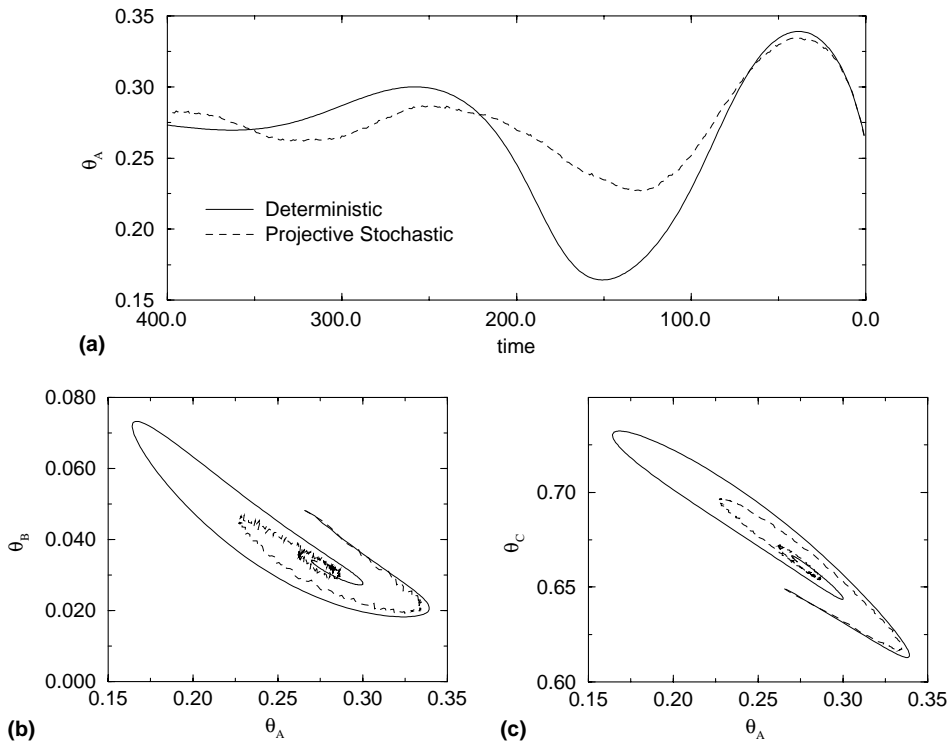 0.35
0.30
0.25
0.20
0.15
θA
Deterministic
Projective Stochastic
400.0 300.0 200.0 100.0 0.0
time
(a)
0.080
0.060
0.040
0.020
0.000
θB
0.15 0.20 0.25 0.30 0.35
θA
(b)
0.70
0.65
0.60
θC
0.15 0.20 0.25 0.30 0.35
θA
(c)